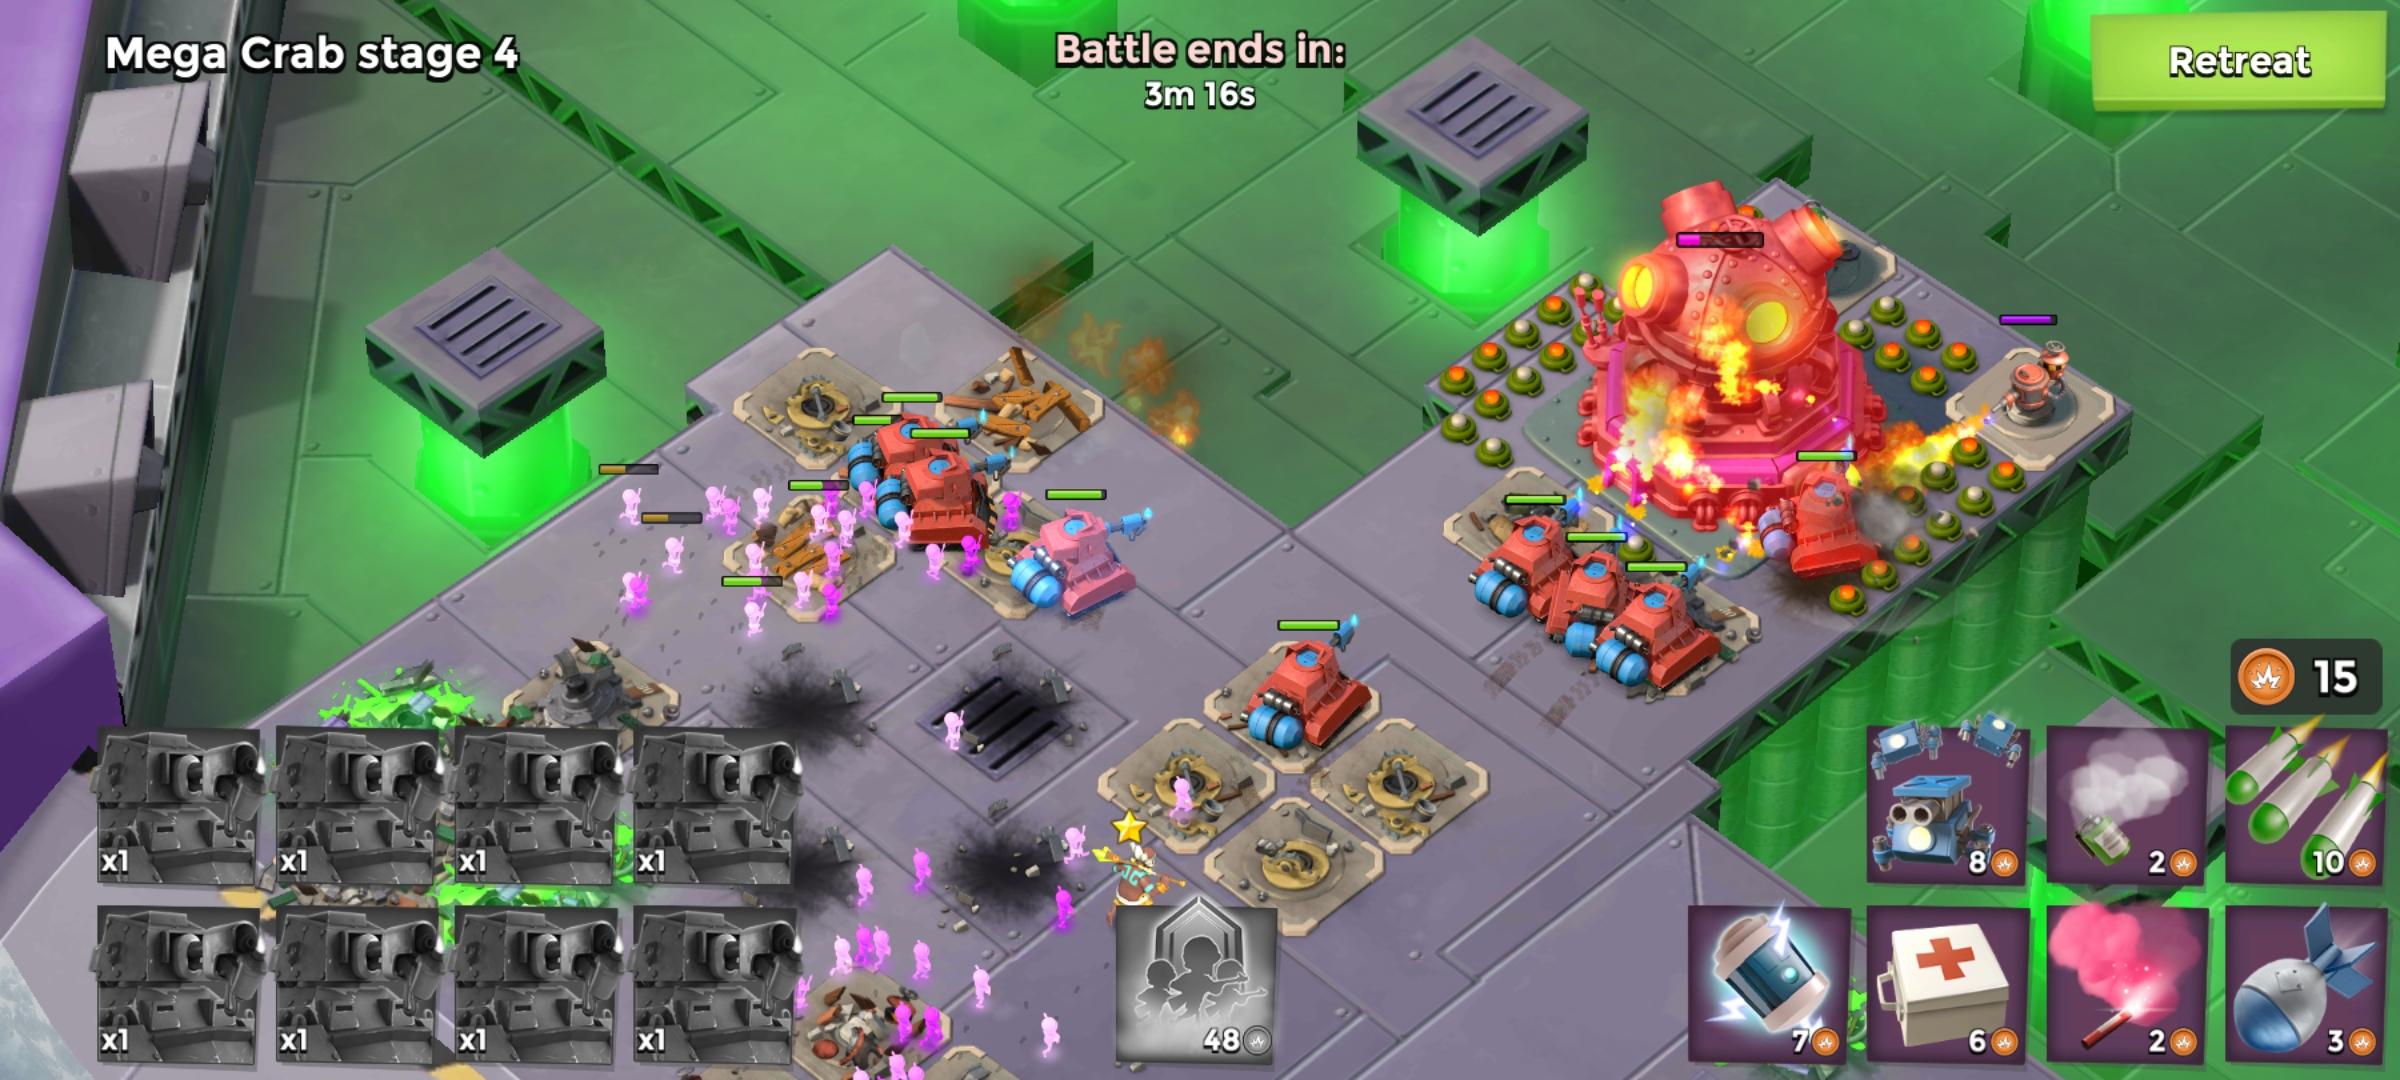 Mega Crab stage 4
Battle ends in:
3m 16s
Retreat
15
8
2
10
x1
x1
x1
x1
x1
x1
x1
x1
48
7
6
2
3